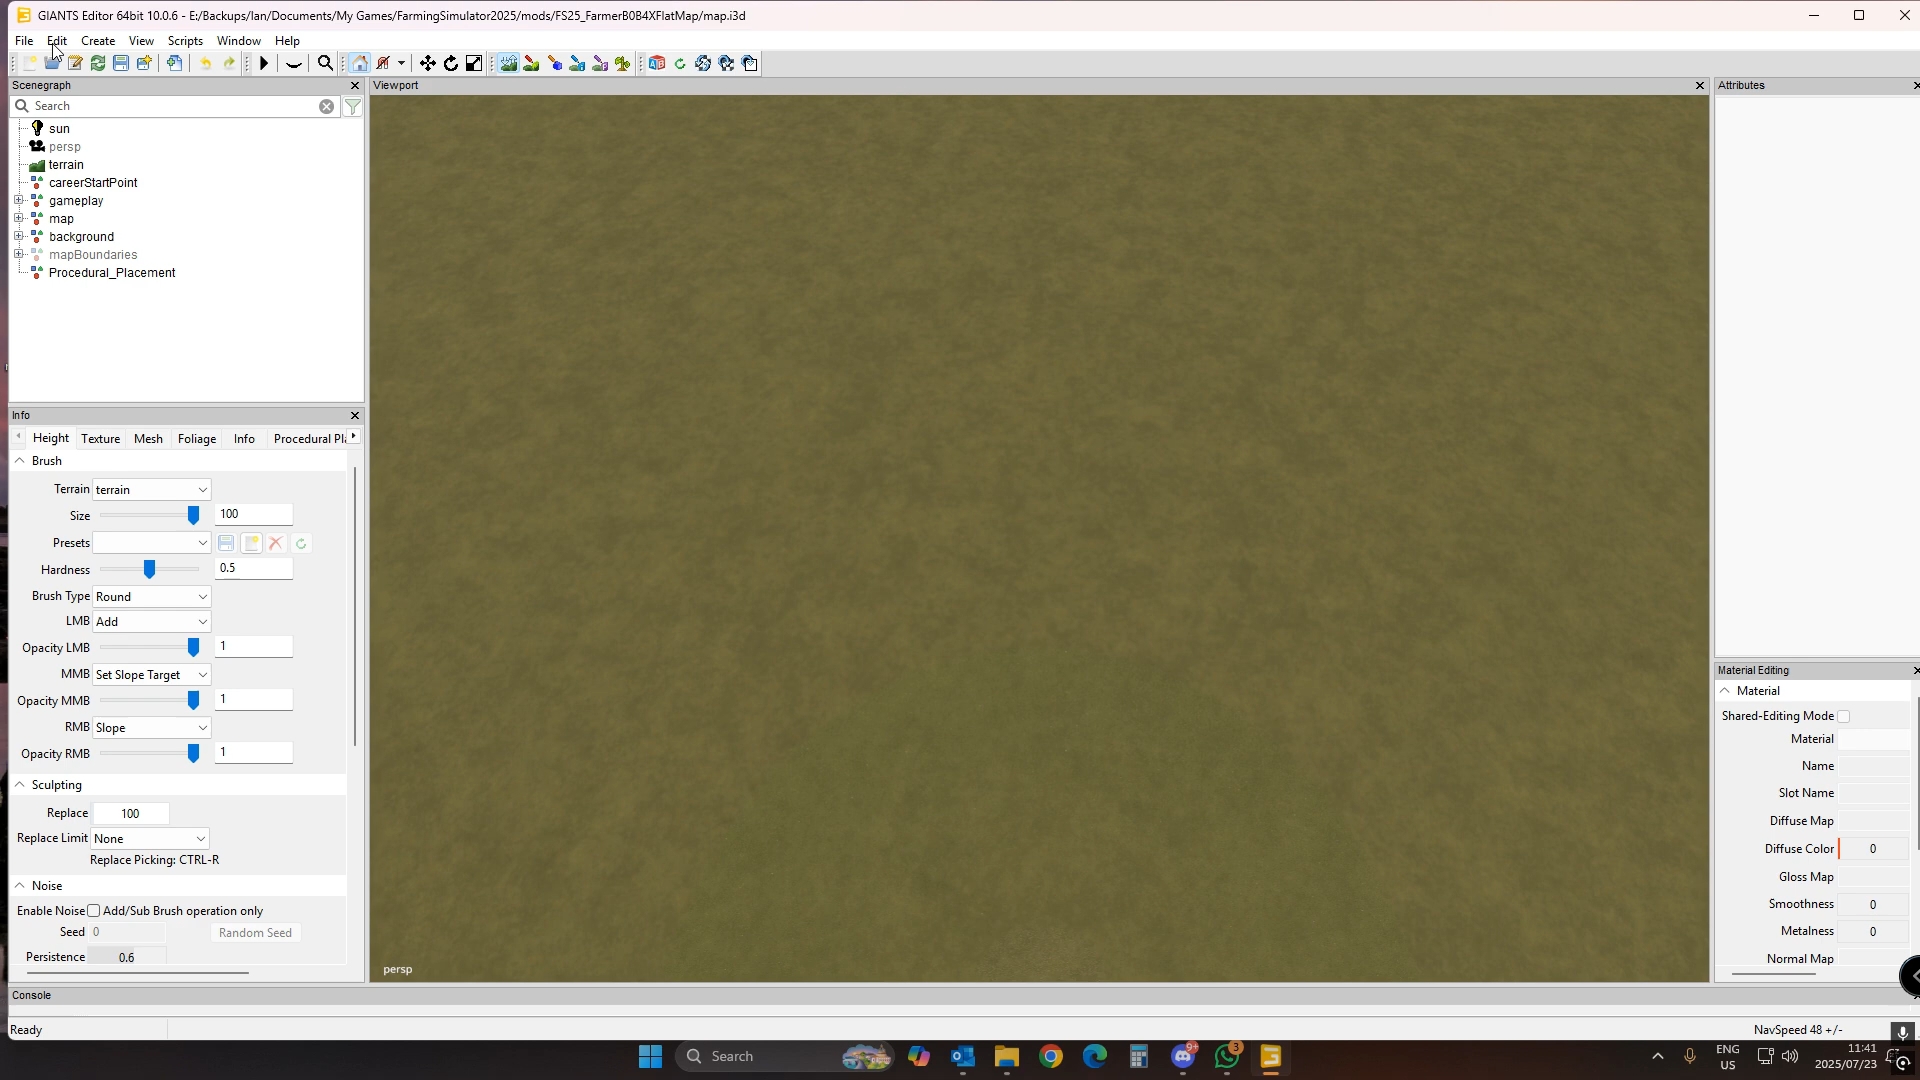 GIANTS Editor 64bit 10.0.6 - E:/Backups/Ian/Documents/My Games/FarmingSimulator2025/mods/FS25_FarmerB0B4XFlatMap/map.i3d
File Edit Create View Scripts Window Help
Scenegraph
Search
sun
persp
terrain
careerStartPoint
gameplay
map
background
mapBoundaries
Procedural_Placement
Info
Height Texture Mesh Foliage Info Procedural Pl
Brush
Terrain terrain
Size 100
Presets
Hardness 0.5
Brush Type Round
LMB Add
Opacity LMB 1
MMB Set Slope Target
Opacity MMB 1
RMB Slope
Opacity RMB 1
Sculpting
Replace 100
Replace Limit None
Replace Picking: CTRL-R
Noise
Enable Noise Add/Sub Brush operation only
Seed 0 Random Seed
Persistence 0.6
Viewport
persp
Attributes
Material Editing
Material
Shared-Editing Mode
Material
Name
Slot Name
Diffuse Map
Diffuse Color 0
Gloss Map
Smoothness 0
Metalness 0
Normal Map
Console
Ready
NavSpeed 48 +/-
Search
9+
3
ENG
US
11:41
2025/07/23